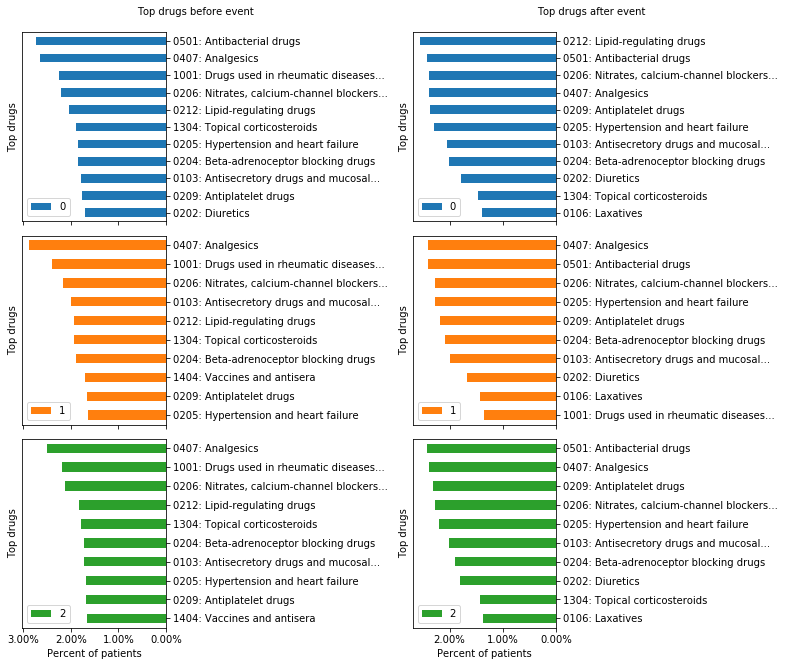 Top drugs before event
Top drugs
0501: Antibacterial drugs
0407: Analgesics
1001: Drugs used in rheumatic diseases...
0206: Nitrates, calcium-channel blockers...
0212: Lipid-regulating drugs
1304: Topical corticosteroids
0205: Hypertension and heart failure
0204: Beta-adrenoceptor blocking drugs
0103: Antisecretory drugs and mucosal...
0209: Antiplatelet drugs
0202: Diuretics
0
Top drugs
0407: Analgesics
1001: Drugs used in rheumatic diseases...
0206: Nitrates, calcium-channel blockers...
0103: Antisecretory drugs and mucosal...
0212: Lipid-regulating drugs
1304: Topical corticosteroids
0204: Beta-adrenoceptor blocking drugs
1404: Vaccines and antisera
0209: Antiplatelet drugs
0205: Hypertension and heart failure
1
Top drugs
0407: Analgesics
1001: Drugs used in rheumatic diseases...
0206: Nitrates, calcium-channel blockers...
0212: Lipid-regulating drugs
1304: Topical corticosteroids
0204: Beta-adrenoceptor blocking drugs
0103: Antisecretory drugs and mucosal...
0205: Hypertension and heart failure
0209: Antiplatelet drugs
1404: Vaccines and antisera
2
3.00% 2.00% 1.00% 0.00%
Percent of patients
Top drugs after event
Top drugs
0212: Lipid-regulating drugs
0501: Antibacterial drugs
0206: Nitrates, calcium-channel blockers...
0407: Analgesics
0209: Antiplatelet drugs
0205: Hypertension and heart failure
0103: Antisecretory drugs and mucosal...
0204: Beta-adrenoceptor blocking drugs
0202: Diuretics
1304: Topical corticosteroids
0106: Laxatives
0
Top drugs
0407: Analgesics
0501: Antibacterial drugs
0206: Nitrates, calcium-channel blockers...
0205: Hypertension and heart failure
0209: Antiplatelet drugs
0204: Beta-adrenoceptor blocking drugs
0103: Antisecretory drugs and mucosal...
0202: Diuretics
0106: Laxatives
1001: Drugs used in rheumatic diseases...
1
Top drugs
0501: Antibacterial drugs
0407: Analgesics
0209: Antiplatelet drugs
0206: Nitrates, calcium-channel blockers...
0205: Hypertension and heart failure
0103: Antisecretory drugs and mucosal...
0204: Beta-adrenoceptor blocking drugs
0202: Diuretics
1304: Topical corticosteroids
0106: Laxatives
2
2.00% 1.00% 0.00%
Percent of patients